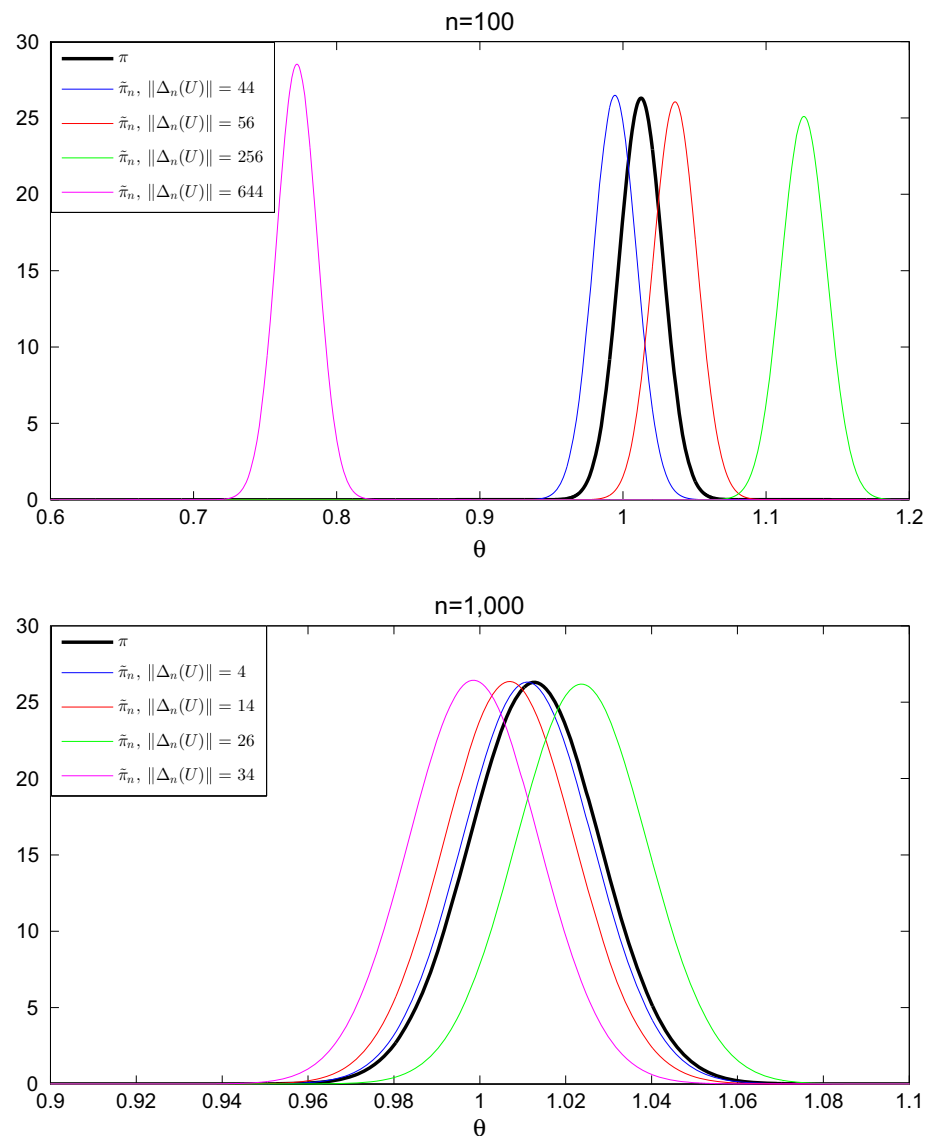 n=100
30
25
20
15
10
5
0
π
π̃ₙ, ‖Δₙ(U)‖ = 44
π̃ₙ, ‖Δₙ(U)‖ = 56
π̃ₙ, ‖Δₙ(U)‖ = 256
π̃ₙ, ‖Δₙ(U)‖ = 644
0.6 0.7 0.8 0.9 1 1.1 1.2
θ
n=1,000
30
25
20
15
10
5
0
π
π̃ₙ, ‖Δₙ(U)‖ = 4
π̃ₙ, ‖Δₙ(U)‖ = 14
π̃ₙ, ‖Δₙ(U)‖ = 26
π̃ₙ, ‖Δₙ(U)‖ = 34
0.9 0.92 0.94 0.96 0.98 1 1.02 1.04 1.06 1.08 1.1
θ